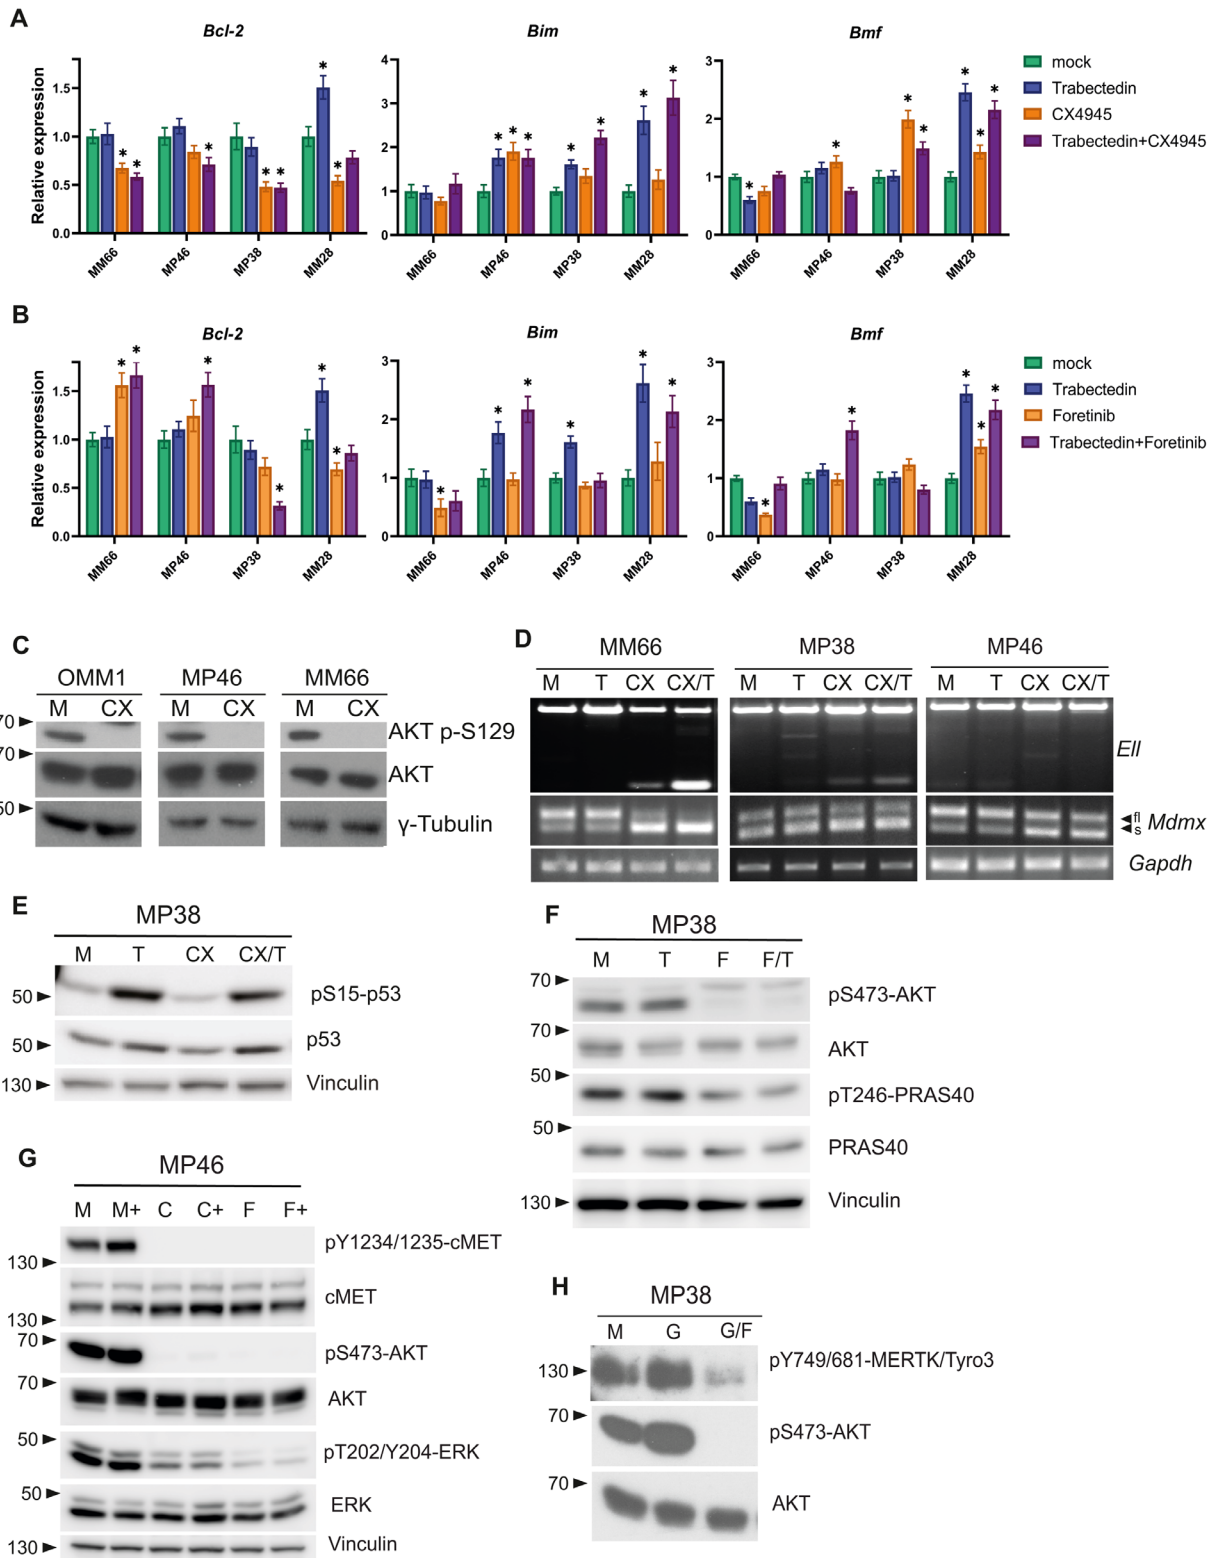 A
Bcl-2
Bim
Bmf
Relative expression
1.5
1.0
0.5
0.0
MM66
MP46
MP38
MM28
4
3
2
1
0
MM66
MP46
MP38
MM28
3
2
1
0
MM66
MP46
MP38
MM28
mock
Trabectedin
CX4945
Trabectedin+CX4945
B
Bcl-2
Bim
Bmf
Relative expression
1.5
1.0
0.5
0.0
MM66
MP46
MP38
MM28
3
2
1
0
MM66
MP46
MP38
MM28
3
2
1
0
MM66
MP46
MP38
MM28
mock
Trabectedin
Foretinib
Trabectedin+Foretinib
C
OMM1 MP46 MM66
M CX M CX M CX
70
AKT p-S129
70
AKT
50
γ-Tubulin
D
MM66 MP38 MP46
M T CX CX/T M T CX CX/T M T CX CX/T
Ell
fl
s
Mdmx
Gapdh
E
MP38
M T CX CX/T
50 pS15-p53
50 p53
130 Vinculin
F
MP38
M T F F/T
70
pS473-AKT
70
AKT
50
pT246-PRAS40
50
PRAS40
130 Vinculin
G
MP46
M M+ C C+ F F+
pY1234/1235-cMET
130
cMET
130
70
pS473-AKT
70
AKT
50
pT202/Y204-ERK
50
ERK
130 Vinculin
H
MP38
M G G/F
130 pY749/681-MERTK/Tyro3
70
pS473-AKT
70
AKT